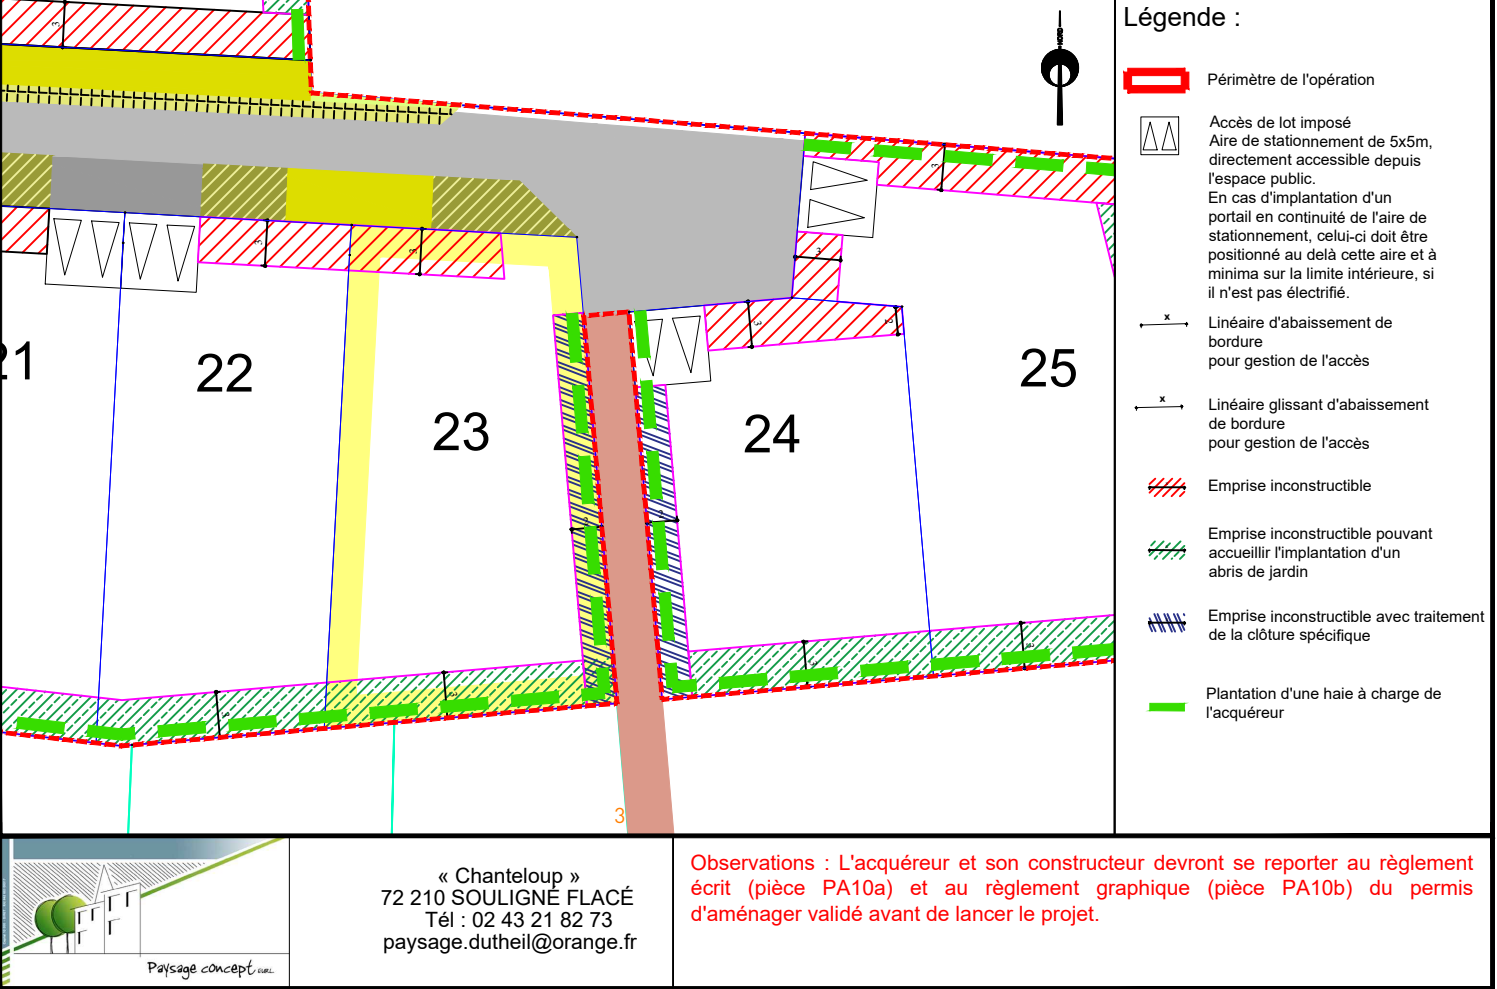 NORD
21
22
23
24
25
3
Légende :
Périmètre de l'opération
Accès de lot imposé
Aire de stationnement de 5x5m,
directement accessible depuis
l'espace public.
En cas d'implantation d'un
portail en continuité de l'aire de
stationnement, celui-ci doit être
positionné au delà cette aire et à
minima sur la limite intérieure, si
il n'est pas électrifié.
x
Linéaire d'abaissement de
bordure
pour gestion de l'accès
x
Linéaire glissant d'abaissement
de bordure
pour gestion de l'accès
Emprise inconstructible
Emprise inconstructible pouvant
accueillir l'implantation d'un
abris de jardin
Emprise inconstructible avec traitement
de la clôture spécifique
Plantation d'une haie à charge de
l'acquéreur
Paysage concept EURL
« Chanteloup »
72 210 SOULIGNÉ FLACÉ
Tél : 02 43 21 82 73
paysage.dutheil@orange.fr
Observations : L'acquéreur et son constructeur devront se reporter au règlement
écrit (pièce PA10a) et au règlement graphique (pièce PA10b) du permis
d'aménager validé avant de lancer le projet.